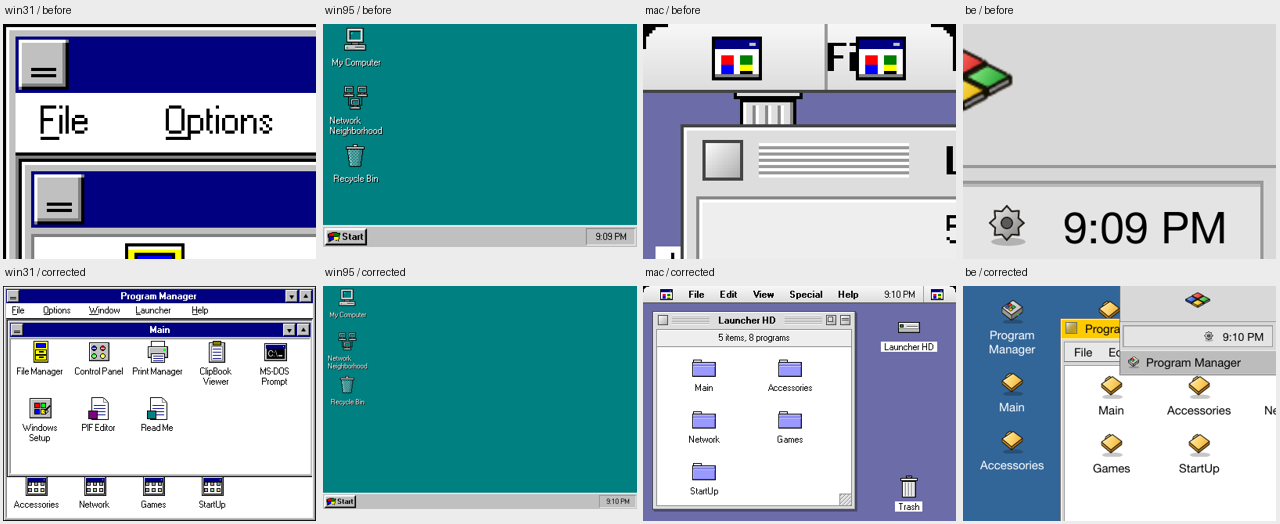 win31 / before
win95 / before
mac / before
be / before
File Options
My Computer
Network
Neighborhood
Recycle Bin
Start
9:09 PM
9:09 PM
win31 / corrected
win95 / corrected
mac / corrected
be / corrected
Program Manager
File Options Window Launcher Help
Main
File Manager Control Panel Print Manager ClipBook Viewer MS-DOS Prompt
Windows Setup PIF Editor Read Me
Accessories Network Games StartUp
My Computer
Network
Neighborhood
Recycle Bin
Start
9:10 PM
File Edit View Special Help 9:10 PM
Launcher HD
5 items, 8 programs
Main Accessories
Network Games
StartUp
Launcher HD
Trash
Program
Manager
Main
Accessories
Progra
File
9:10 PM
Program Manager
Main Accessories
Games StartUp